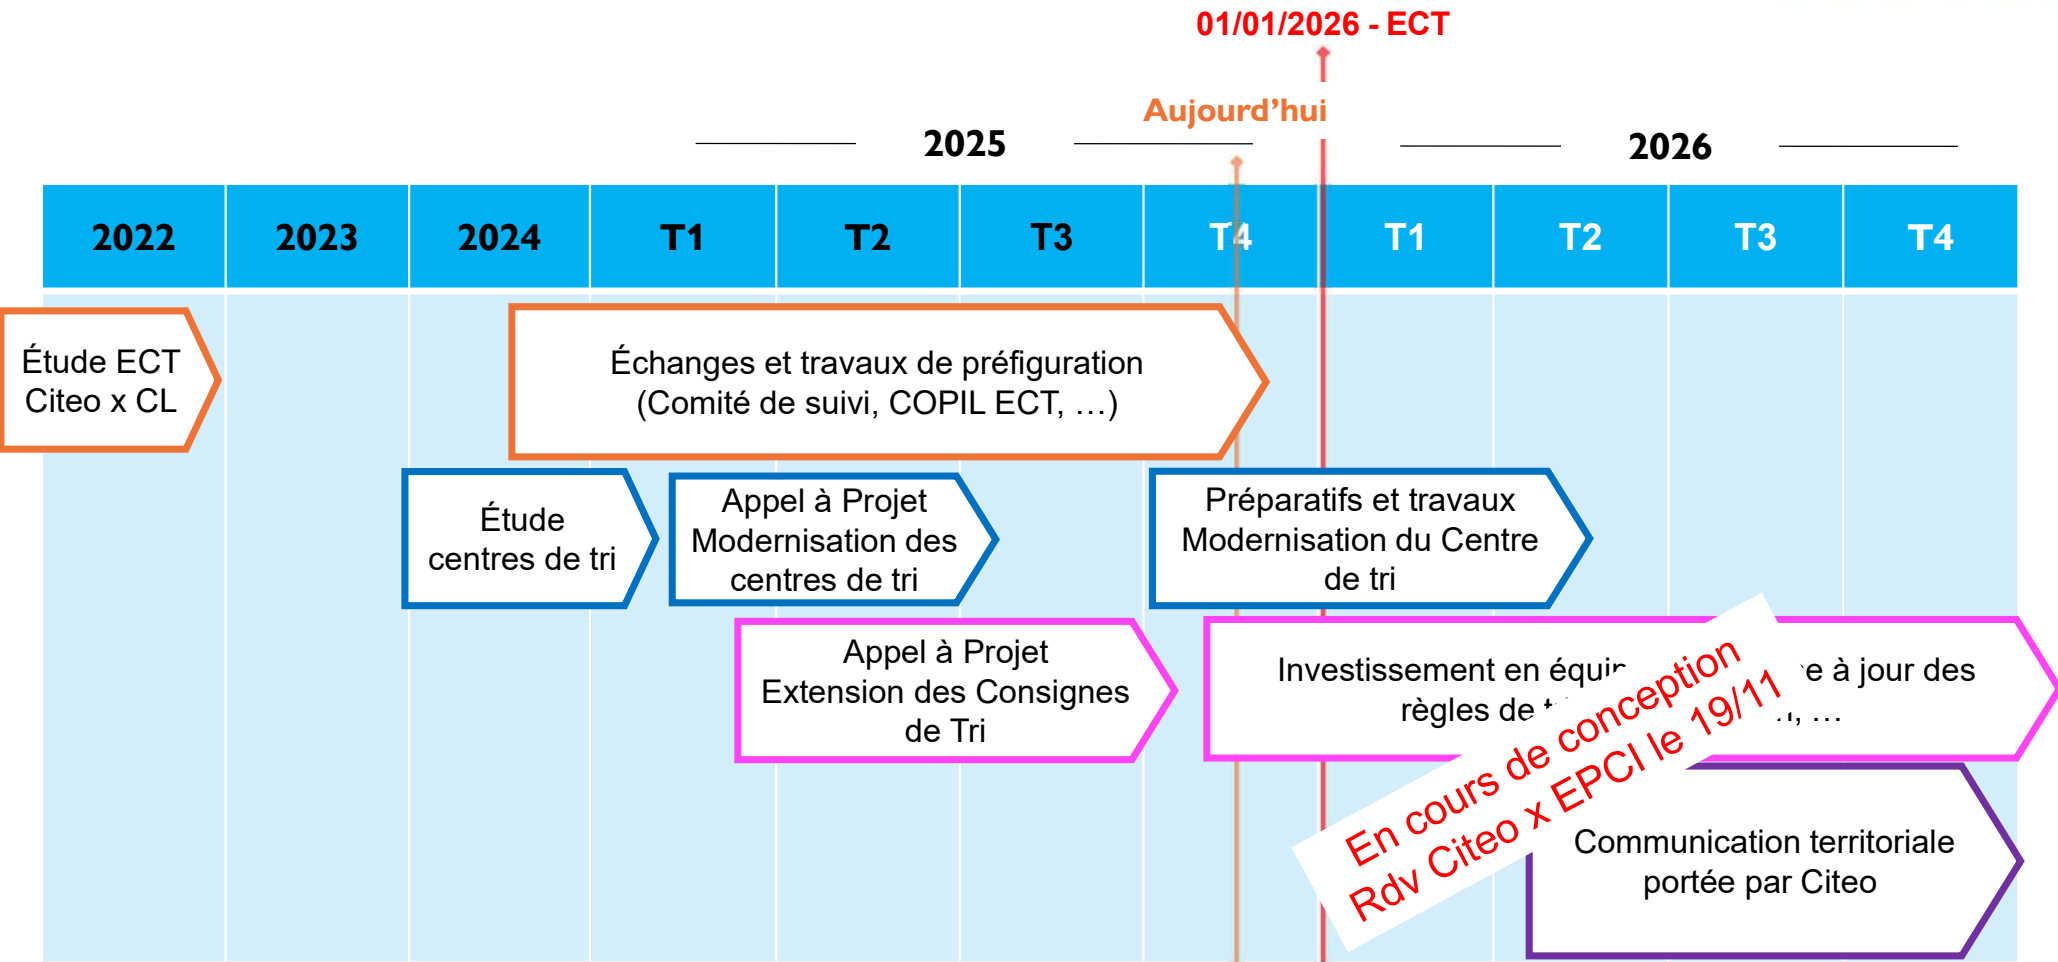 01/01/2026 - ECT
Aujourd’hui
2025
2026
2022 2023 2024 T1 T2 T3 T4 T1 T2 T3 T4
Étude ECT
Citeo x CL
Échanges et travaux de préfiguration
(Comité de suivi, COPIL ECT, …)
Étude
centres de tri
Appel à Projet
Modernisation des
centres de tri
Préparatifs et travaux
Modernisation du Centre
de tri
Appel à Projet
Extension des Consignes
de Tri
Investissement en à jour des
règles de …
En cours de conception
Rdv Citeo x EPCI le 19/11
Communication territoriale
portée par Citeo